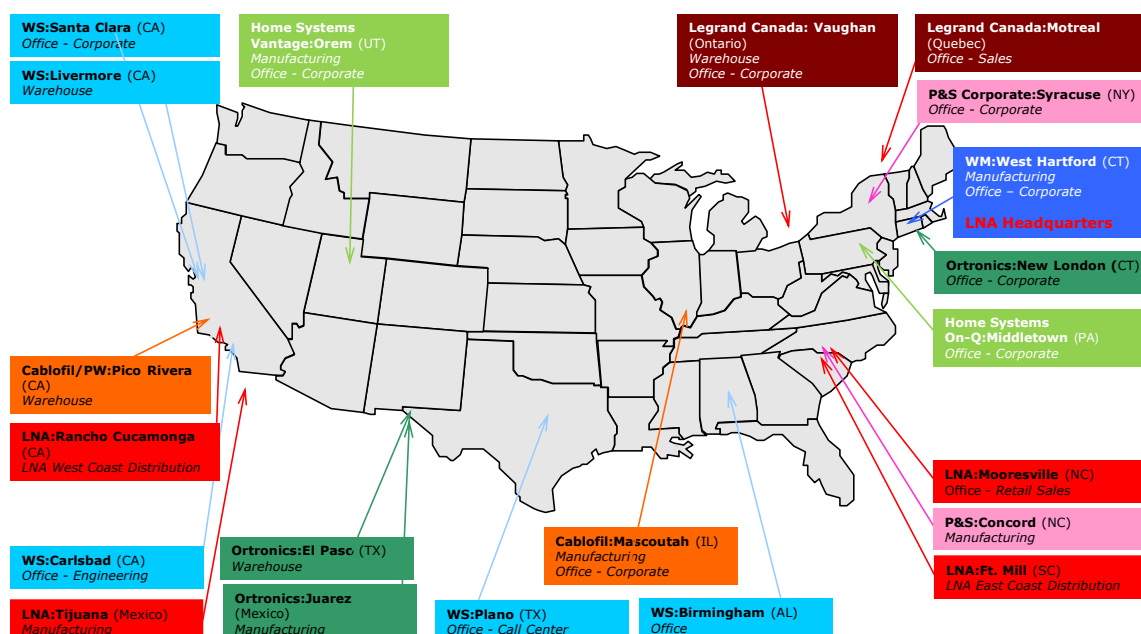 WS:Santa Clara (CA)
Office - Corporate
WS:Livermore (CA)
Warehouse
Home Systems
Vantage:Orem (UT)
Manufacturing
Office - Corporate
Legrand Canada: Vaughan
(Ontario)
Warehouse
Office - Corporate
Legrand Canada:Motreal
(Quebec)
Office - Sales
P&S Corporate:Syracuse (NY)
Office - Corporate
WM:West Hartford (CT)
Manufacturing
Office – Corporate
LNA Headquarters
Ortronics:New London (CT)
Office - Corporate
Home Systems
On-Q:Middletown (PA)
Office - Corporate
Cablofil/PW:Pico Rivera
(CA)
Warehouse
LNA:Rancho Cucamonga
(CA)
LNA West Coast Distribution
WS:Carlsbad (CA)
Office - Engineering
LNA:Tijuana (Mexico)
Manufacturing
Ortronics:El Paso (TX)
Warehouse
Ortronics:Juarez
(Mexico)
Manufacturing
WS:Plano (TX)
Office - Call Center
Cablofil:Mascoutah (IL)
Manufacturing
Office - Corporate
WS:Birmingham (AL)
Office
LNA:Mooresville (NC)
Office - Retail Sales
P&S:Concord (NC)
Manufacturing
LNA:Ft. Mill (SC)
LNA East Coast Distribution